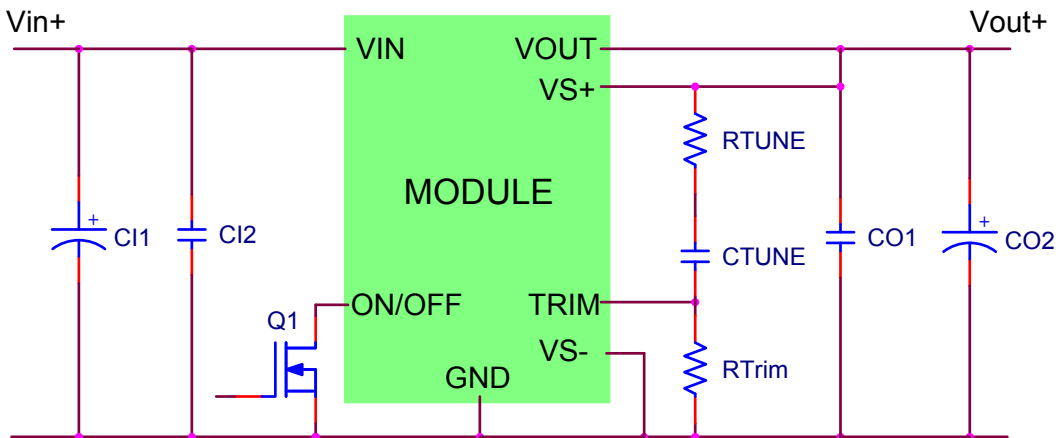 Vin+
Vout+
VIN
VOUT
VS+
RTUNE
MODULE
+
CI1
CI2
CTUNE
CO1
+
CO2
Q1
ON/OFF
TRIM
VS-
RTrim
GND